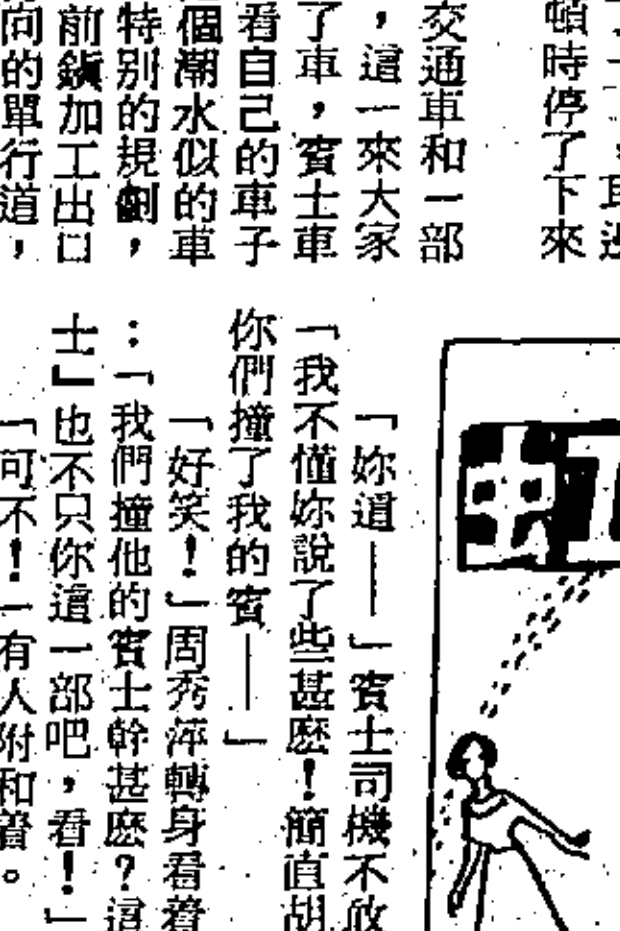 頓時停了下來
交通車和一部
，這一來大家
了車，賓士車
看自己的車子
個潮水似的車
特別的規劃，
前鎮加工出口
向的單行道，
「妳這——」賓士司機不
「我不懂妳說了些甚麼！簡直胡
你們撞了我的賓——」
「好笑！」周秀萍轉身看着
：「我們撞他的賓士幹甚麼？這
士』也不只你這一部吧，看！」
「可不！」有人附和着。